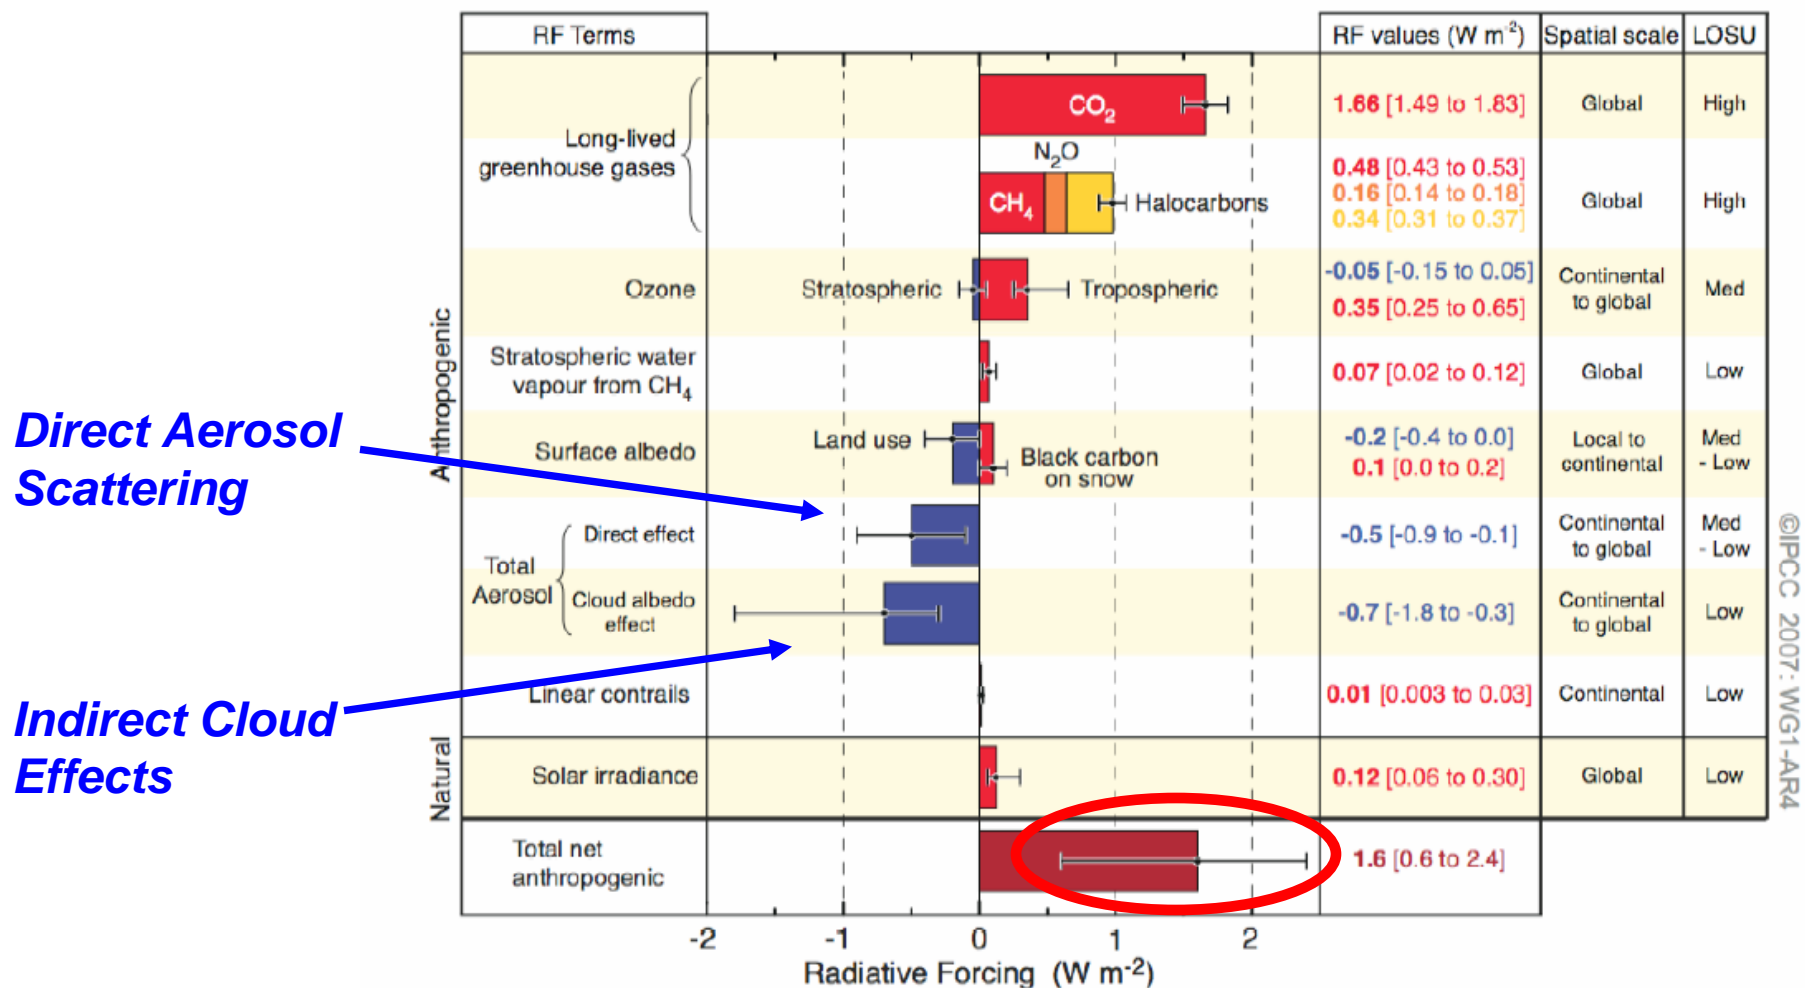 RF Terms
RF values (W m-2)
Spatial scale
LOSU
Anthropogenic
Long-lived
greenhouse gases
CO2
1.66 [1.49 to 1.83]
Global
High
N2O
CH4
Halocarbons
0.48 [0.43 to 0.53]
0.16 [0.14 to 0.18]
0.34 [0.31 to 0.37]
Global
High
Ozone
Stratospheric
Tropospheric
-0.05 [-0.15 to 0.05]
0.35 [0.25 to 0.65]
Continental
to global
Med
Stratospheric water
vapour from CH4
0.07 [0.02 to 0.12]
Global
Low
Surface albedo
Land use
Black carbon
on snow
-0.2 [-0.4 to 0.0]
0.1 [0.0 to 0.2]
Local to
continental
Med
- Low
Direct Aerosol
Scattering
Total
Aerosol
Direct effect
-0.5 [-0.9 to -0.1]
Continental
to global
Med
- Low
Cloud albedo
effect
-0.7 [-1.8 to -0.3]
Continental
to global
Low
Indirect Cloud
Effects
Linear contrails
0.01 [0.003 to 0.03]
Continental
Low
Natural
Solar irradiance
0.12 [0.06 to 0.30]
Global
Low
Total net
anthropogenic
1.6 [0.6 to 2.4]
-2
-1
0
1
2
Radiative Forcing (W m-2)
©IPCC 2007: WG1-AR4